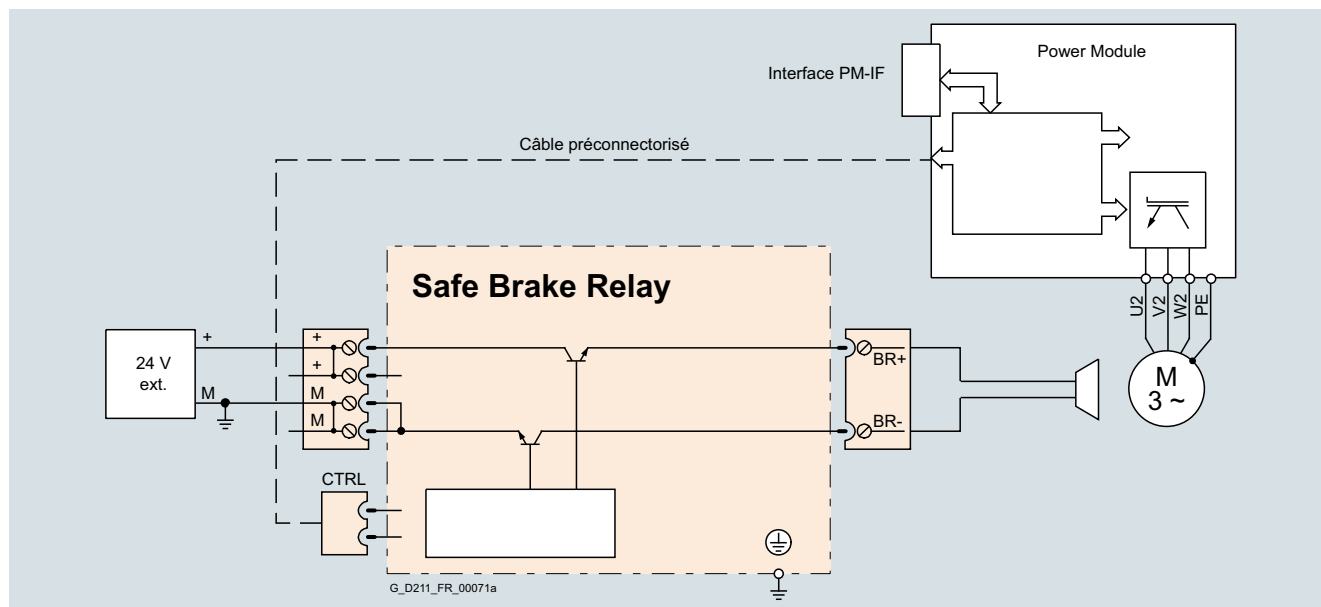 Power Module
Interface PM-IF
Câble préconnectorisé
Safe Brake Relay
U2
V2
W2
PE
24 V
ext.
+
M
+
+
M
M
BR+
BR-
M
3 ~
CTRL
G_D211_FR_00071a